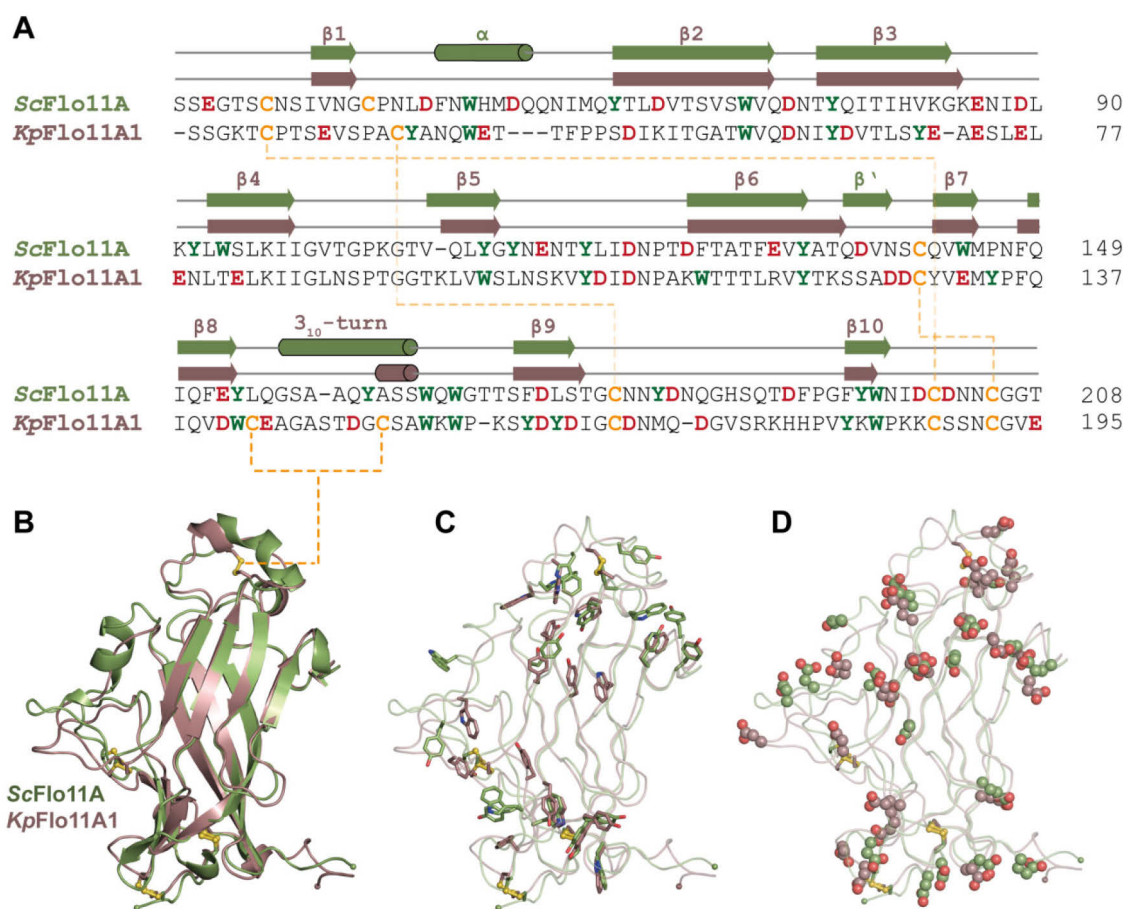 A
β1 α β2 β3
ScFlo11A SSEGTSCNSIVNGCPNLDFNWHMDQQNIMQYTLDVTSVSWVQDNTYQITIHVKGKENIDL 90
KpFlo11A1 -SSGKTCPTSEVSPACYANQWET---TFPPSDIKITGATWVQDNIYDVTLSYE-AESLEL 77
β4 β5 β6 β‵ β7
ScFlo11A KYLWSLKIIGVTGPKGTV-QLYGYNENTYLIDNPTDFTATFEVYATQDVNSCQVWMPNFQ 149
KpFlo11A1 ENLTELKIIGLNSPTGGTKLVWSLNSKVYDIDNPAKWTTTLRVYTKSSADDCYVEMYPFQ 137
β8 3₁₀-turn β9 β10
ScFlo11A IQFEYLQGSA-AQYASSWQWGTTSFDLSTGCNNYDNQGHSQTDFPGFYWNIDCDNNCGGT 208
KpFlo11A1 IQVDWCEAGASTDGCSAWKWP-KSYDYDIGCDNMQ-DGVSRKHHPVYKWPKKCSSNCGVE 195
B C D
ScFlo11A
KpFlo11A1